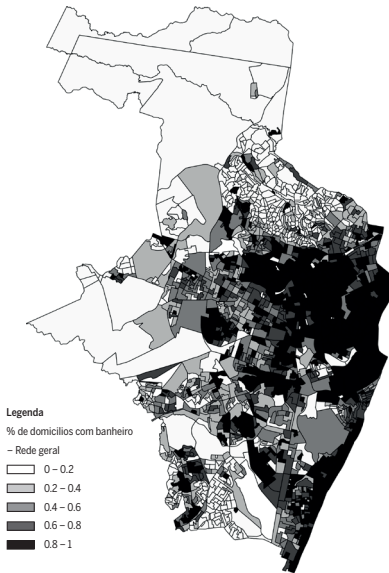 Legenda
% de domicilios com banheiro
– Rede geral
0 – 0.2
0.2 – 0.4
0.4 – 0.6
0.6 – 0.8
0.8 – 1